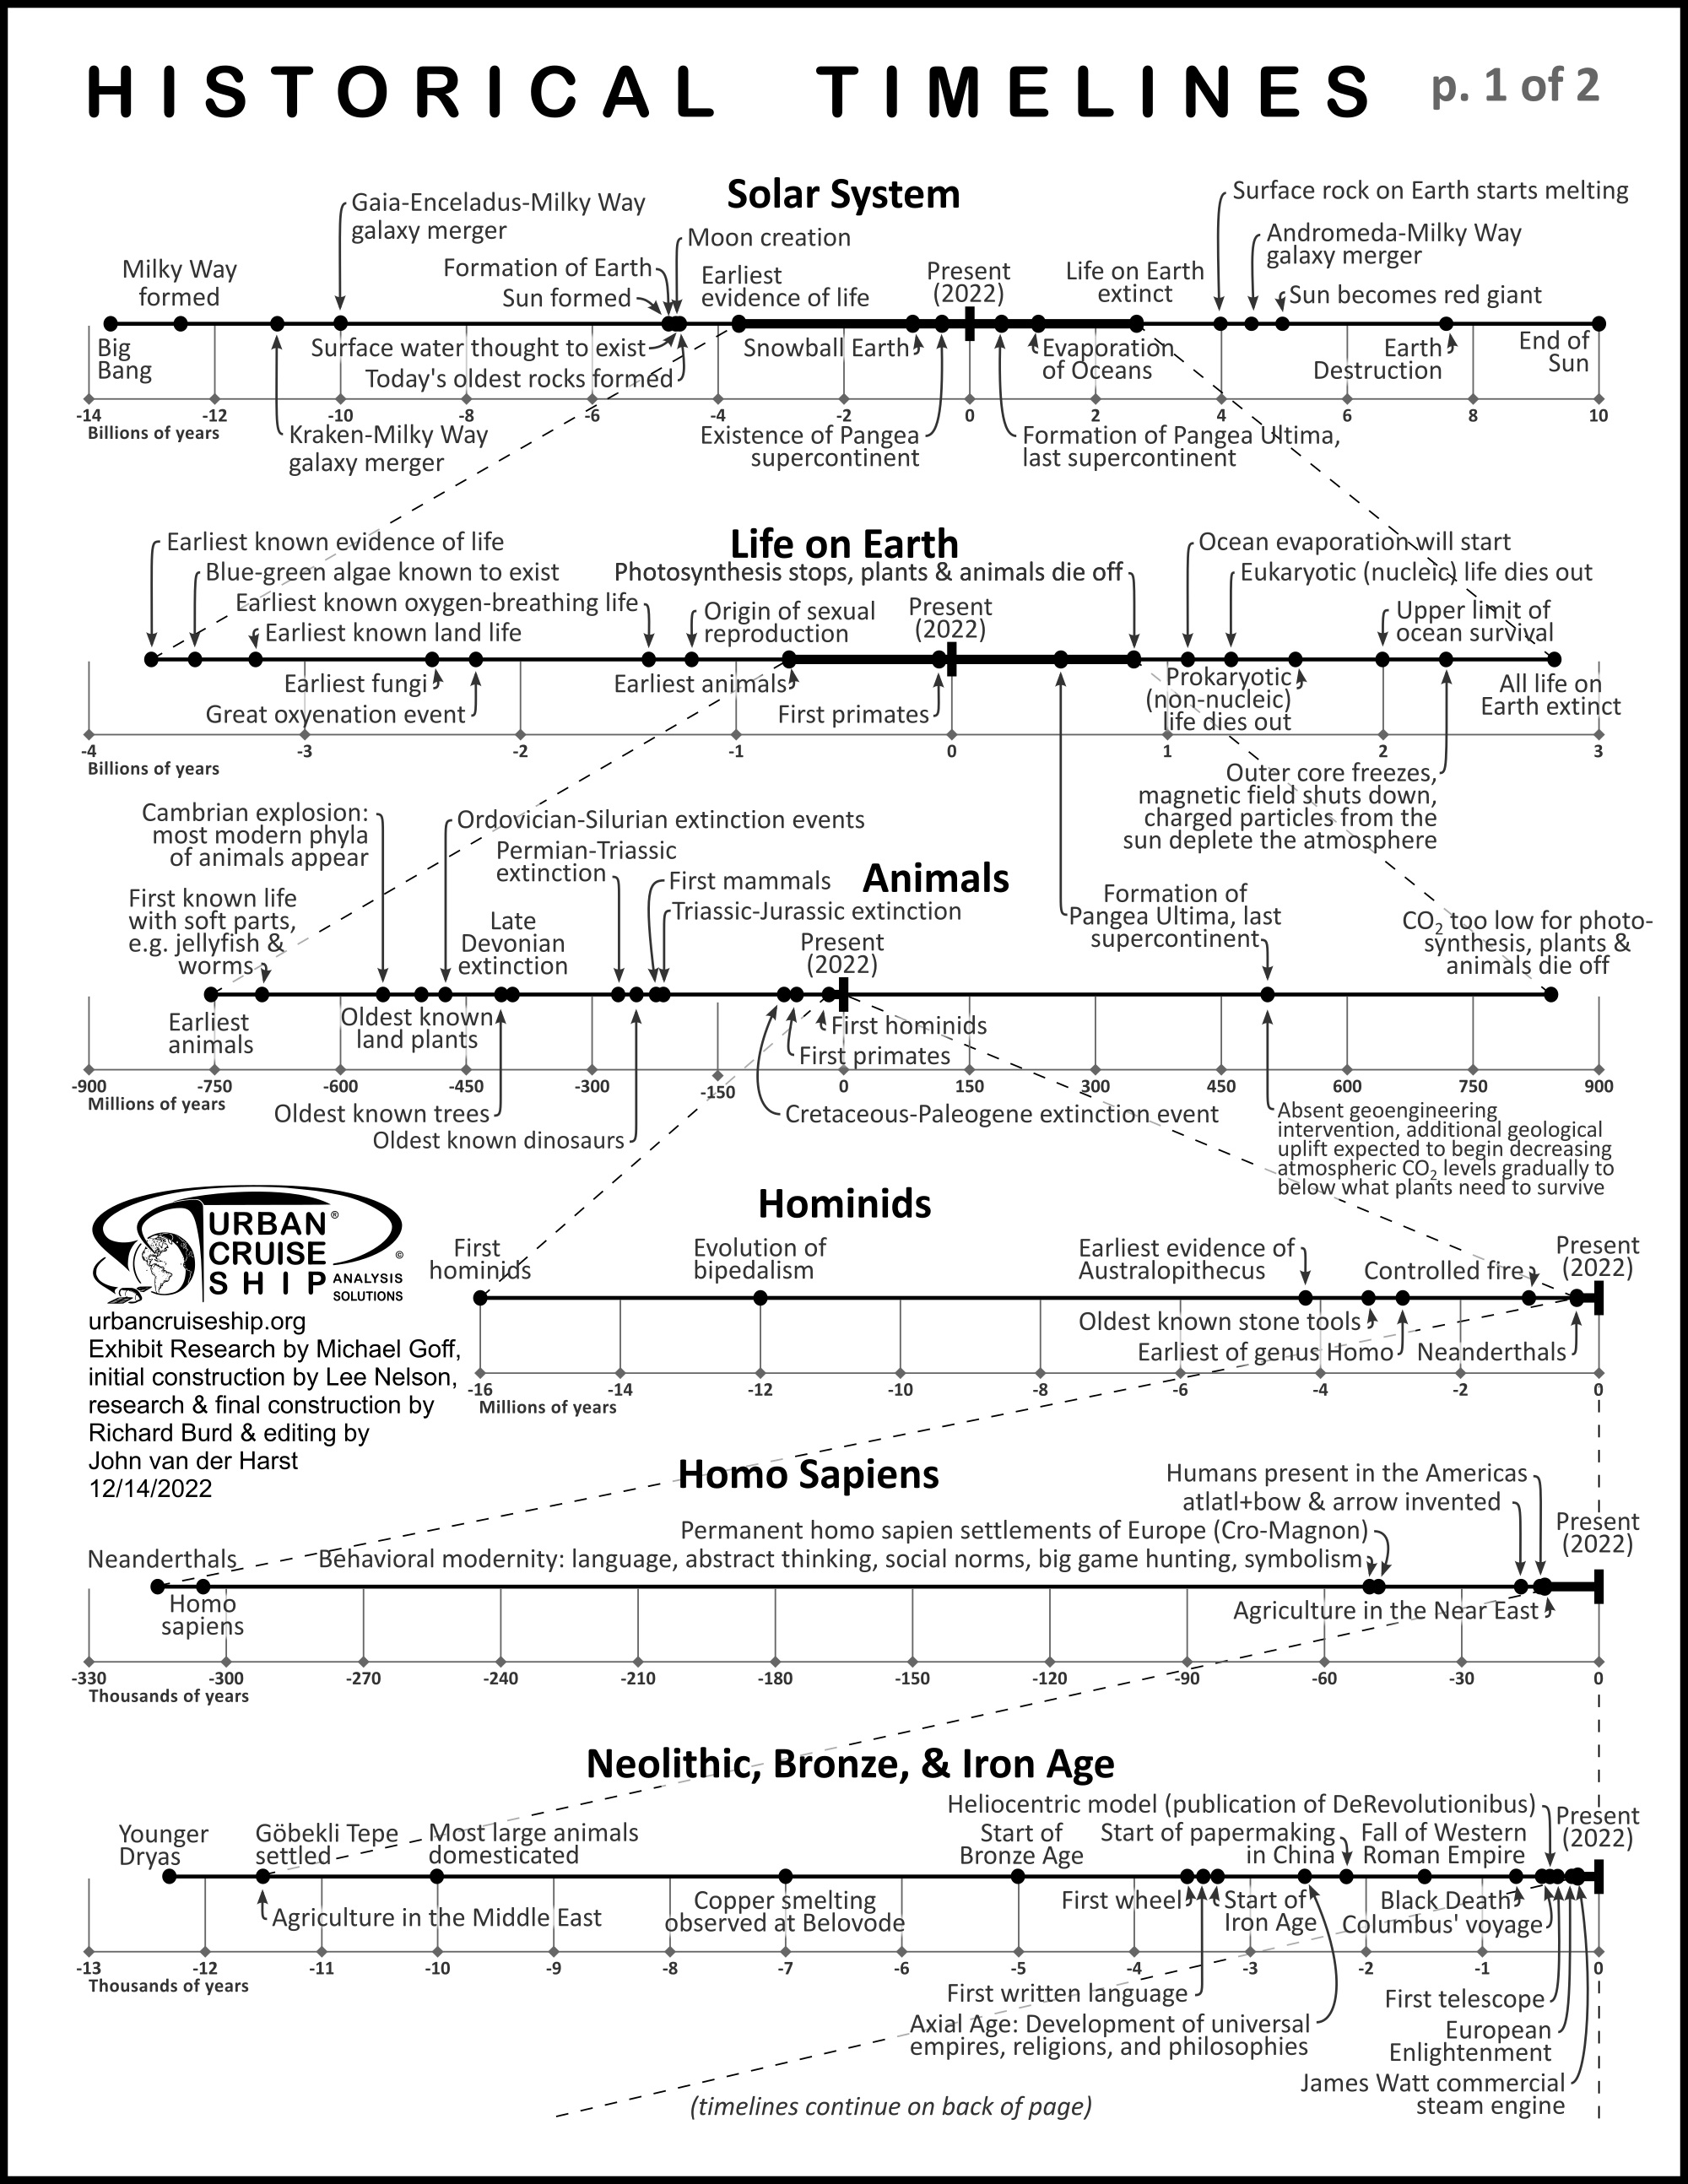 HISTORICAL TIMELINES p. 1 of 2
Solar System
Gaia-Enceladus-Milky Way
galaxy merger
Surface rock on Earth starts melting
Moon creation
Andromeda-Milky Way
galaxy merger
Milky Way
formed
Formation of Earth
Sun formed
Earliest
evidence of life
Present
(2022)
Life on Earth
extinct
Sun becomes red giant
Big
Bang
Surface water thought to exist
Today's oldest rocks formed
Snowball Earth
Evaporation
of Oceans
Earth
Destruction
End of
Sun
-14 -12 -10 -8 -6 -4 -2 0 2 4 6 8 10
Billions of years
Kraken-Milky Way
galaxy merger
Existence of Pangea
supercontinent
Formation of Pangea Ultima,
last supercontinent
Life on Earth
Earliest known evidence of life
Blue-green algae known to exist
Earliest known oxygen-breathing life
Earliest known land life
Photosynthesis stops, plants & animals die off
Origin of sexual
reproduction
Present
(2022)
Ocean evaporation will start
Eukaryotic (nucleic) life dies out
Upper limit of
ocean survival
Earliest fungi
Great oxyenation event
Earliest animals
First primates
Prokaryotic
(non-nucleic)
life dies out
All life on
Earth extinct
-4 -3 -2 -1 0 1 2 3
Billions of years
Outer core freezes,
magnetic field shuts down,
charged particles from the
sun deplete the atmosphere
Animals
Cambrian explosion:
most modern phyla
of animals appear
Ordovician-Silurian extinction events
Permian-Triassic
extinction
First mammals
Triassic-Jurassic extinction
First known life
with soft parts,
e.g. jellyfish &
worms
Late
Devonian
extinction
Present
(2022)
Formation of
Pangea Ultima, last
supercontinent
CO2 too low for photo-
synthesis, plants &
animals die off
Earliest
animals
Oldest known
land plants
First hominids
First primates
-900 -750 -600 -450 -300 -150 0 150 300 450 600 750 900
Millions of years
Oldest known trees
Oldest known dinosaurs
Cretaceous-Paleogene extinction event
Absent geoengineering
intervention, additional geological
uplift expected to begin decreasing
atmospheric CO2 levels gradually to
below what plants need to survive
URBAN®
CRUISE
SHIP ANALYSIS
SOLUTIONS
©
urbancruiseship.org
Exhibit Research by Michael Goff,
initial construction by Lee Nelson,
research & final construction by
Richard Burd & editing by
John van der Harst
12/14/2022
Hominids
First
hominids
Evolution of
bipedalism
Earliest evidence of
Australopithecus
Controlled fire
Present
(2022)
Oldest known stone tools
Earliest of genus Homo
Neanderthals
-16 -14 -12 -10 -8 -6 -4 -2 0
Millions of years
Homo Sapiens
Humans present in the Americas
atlatl+bow & arrow invented
Permanent homo sapien settlements of Europe (Cro-Magnon)
Present
(2022)
Neanderthals
Behavioral modernity: language, abstract thinking, social norms, big game hunting, symbolism
Homo
sapiens
Agriculture in the Near East
-330 -300 -270 -240 -210 -180 -150 -120 -90 -60 -30 0
Thousands of years
Neolithic, Bronze, & Iron Age
Heliocentric model (publication of DeRevolutionibus)
Present
(2022)
Younger
Dryas
Göbekli Tepe
settled
Most large animals
domesticated
Start of
Bronze Age
Start of papermaking
in China
Fall of Western
Roman Empire
Agriculture in the Middle East
Copper smelting
observed at Belovode
First wheel
Start of
Iron Age
Black Death
Columbus' voyage
-13 -12 -11 -10 -9 -8 -7 -6 -5 -4 -3 -2 -1 0
Thousands of years
First written language
Axial Age: Development of universal
empires, religions, and philosophies
First telescope
European
Enlightenment
James Watt commercial
steam engine
(timelines continue on back of page)